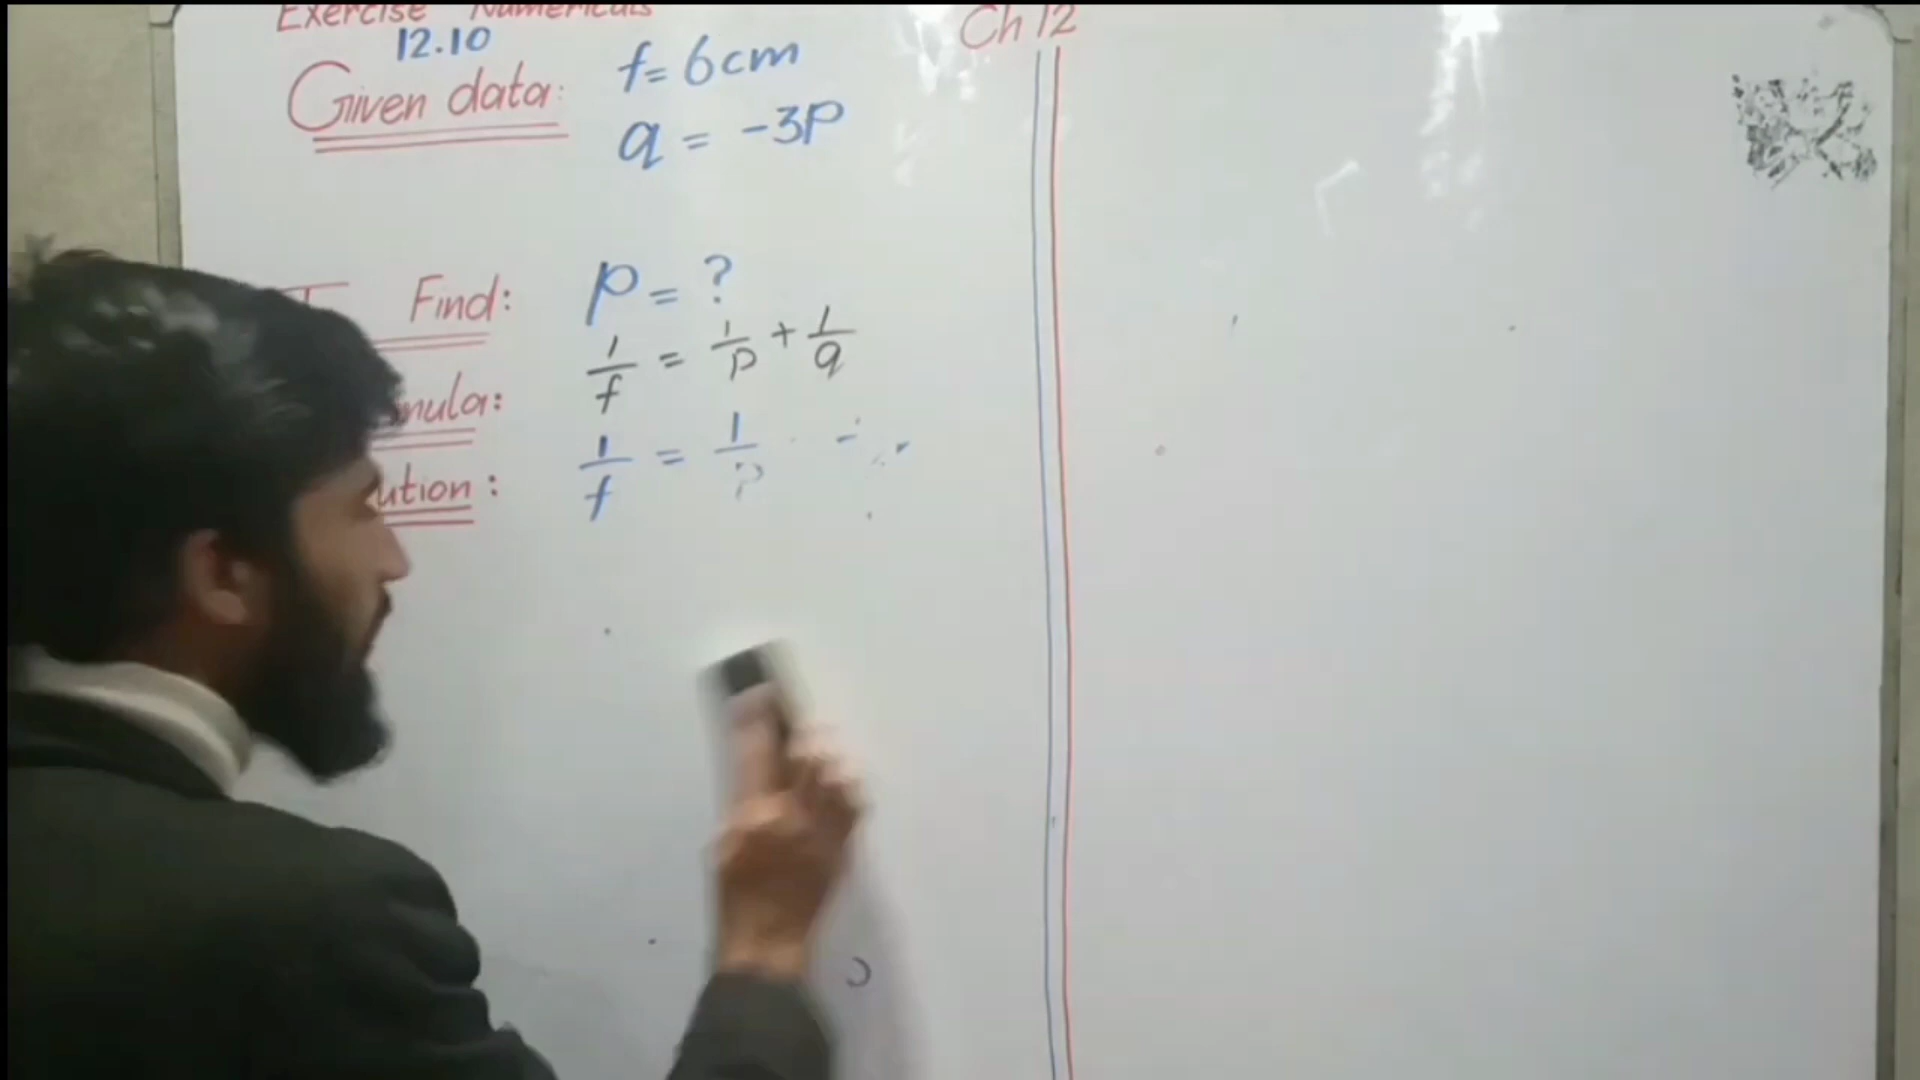 Exercise Numericals
Ch 12
12.10
Given data: f = 6cm
q = -3p
Find: p = ?
1/f = 1/p + 1/q
mula:
ution: 1/f = 1/p